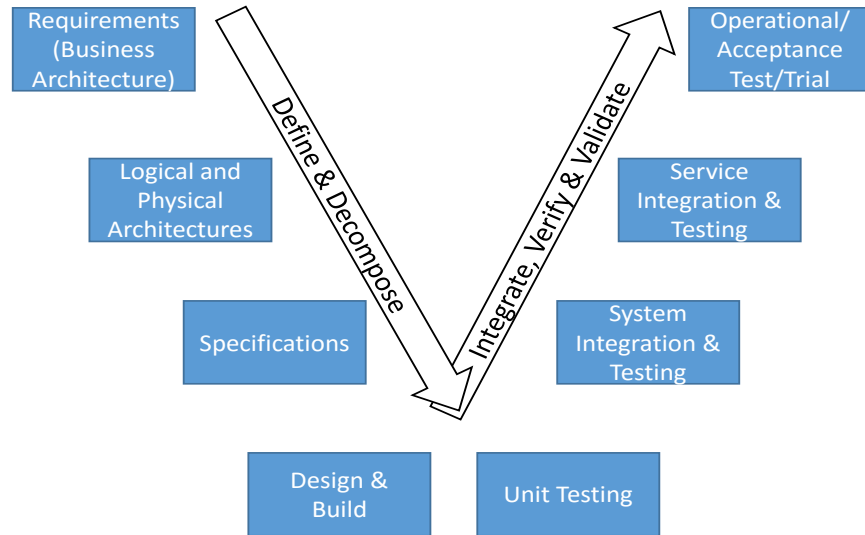 Requirements
(Business
Architecture)
Operational/
Acceptance
Test/Trial
Define & Decompose
Integrate, Verify & Validate
Logical and
Physical
Architectures
Service
Integration &
Testing
Specifications
System
Integration &
Testing
Design &
Build
Unit Testing